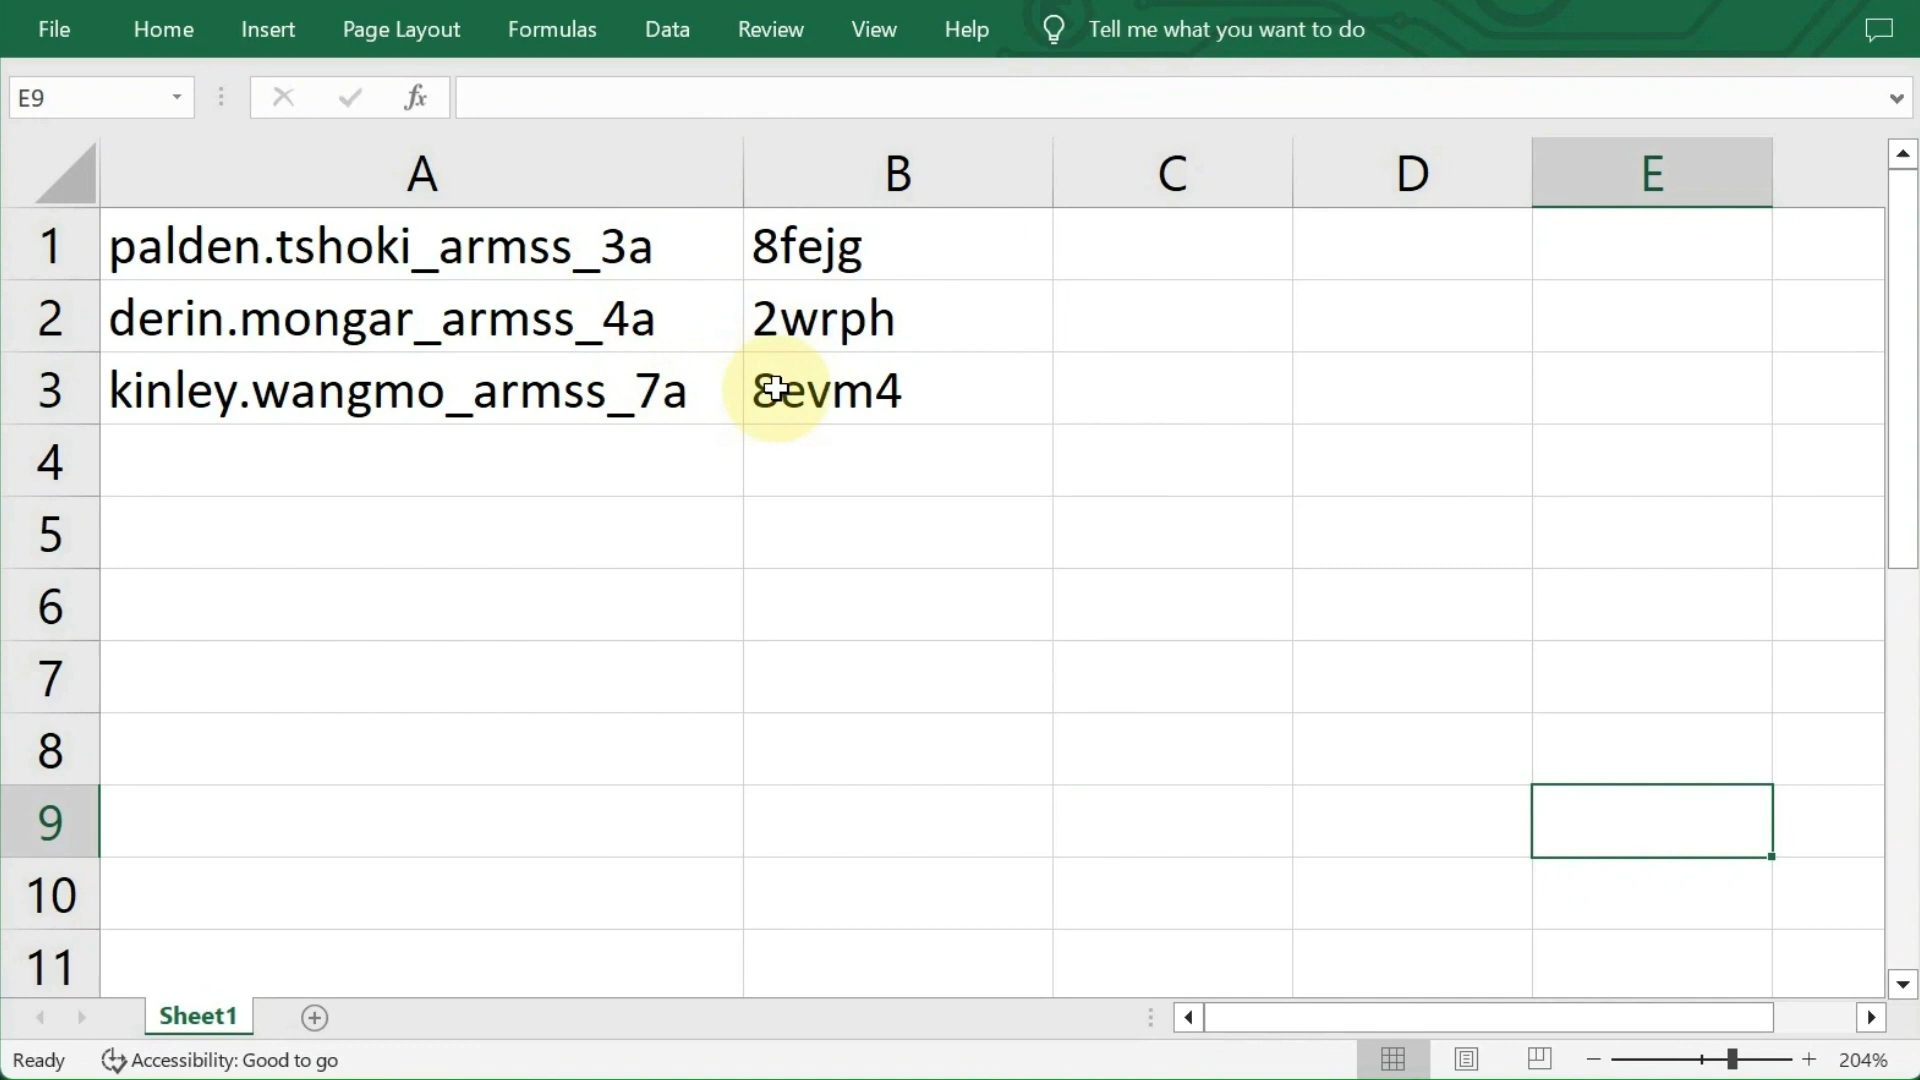 File Home Insert Page Layout Formulas Data Review View Help Tell me what you want to do
E9 fx
A B C D E
1 palden.tshoki_armss_3a 8fejg
2 derin.mongar_armss_4a 2wrph
3 kinley.wangmo_armss_7a 8evm4
4
5
6
7
8
9
10
11
Sheet1
Ready Accessibility: Good to go 204%